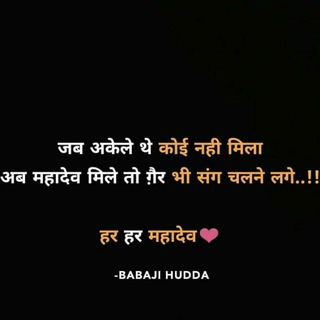 जब अकेले थे कोई नही मिला
अब महादेव मिले तो ग़ैर भी संग चलने लगे..!!
हर हर महादेव❤
-BABAJI HUDDA